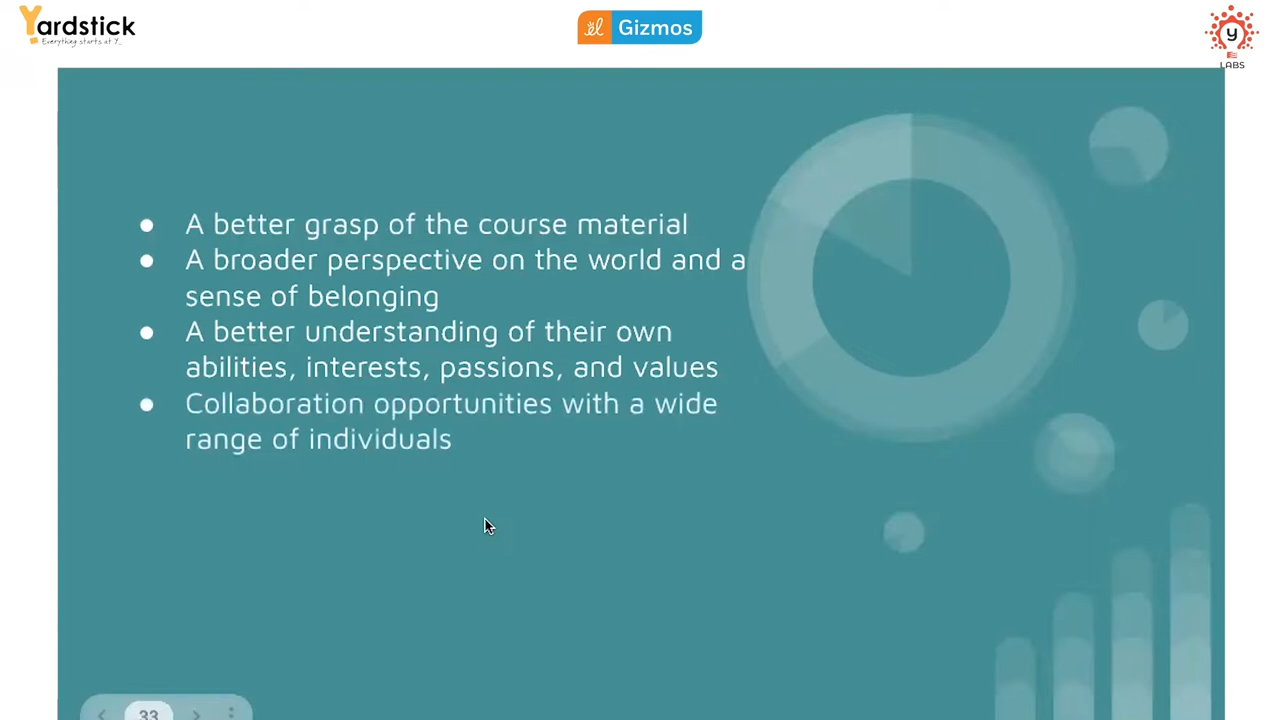 Yardstick
Everything starts at Y...
el Gizmos
y
LABS
● A better grasp of the course material
● A broader perspective on the world and a
sense of belonging
● A better understanding of their own
abilities, interests, passions, and values
● Collaboration opportunities with a wide
range of individuals
33